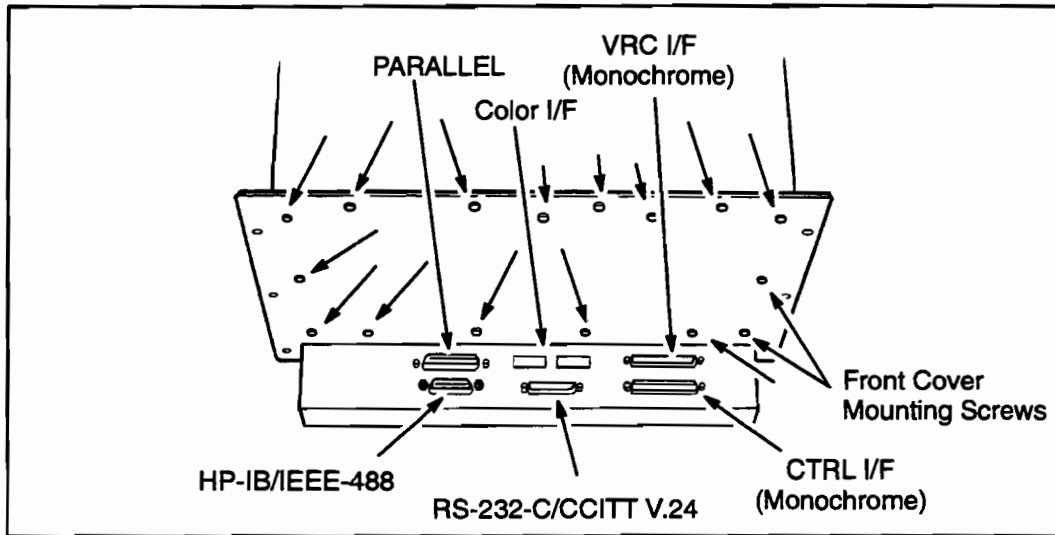 PARALLEL
VRC I/F
(Monochrome)
Color I/F
Front Cover
Mounting Screws
HP-IB/IEEE-488
CTRL I/F
(Monochrome)
RS-232-C/CCITT V.24